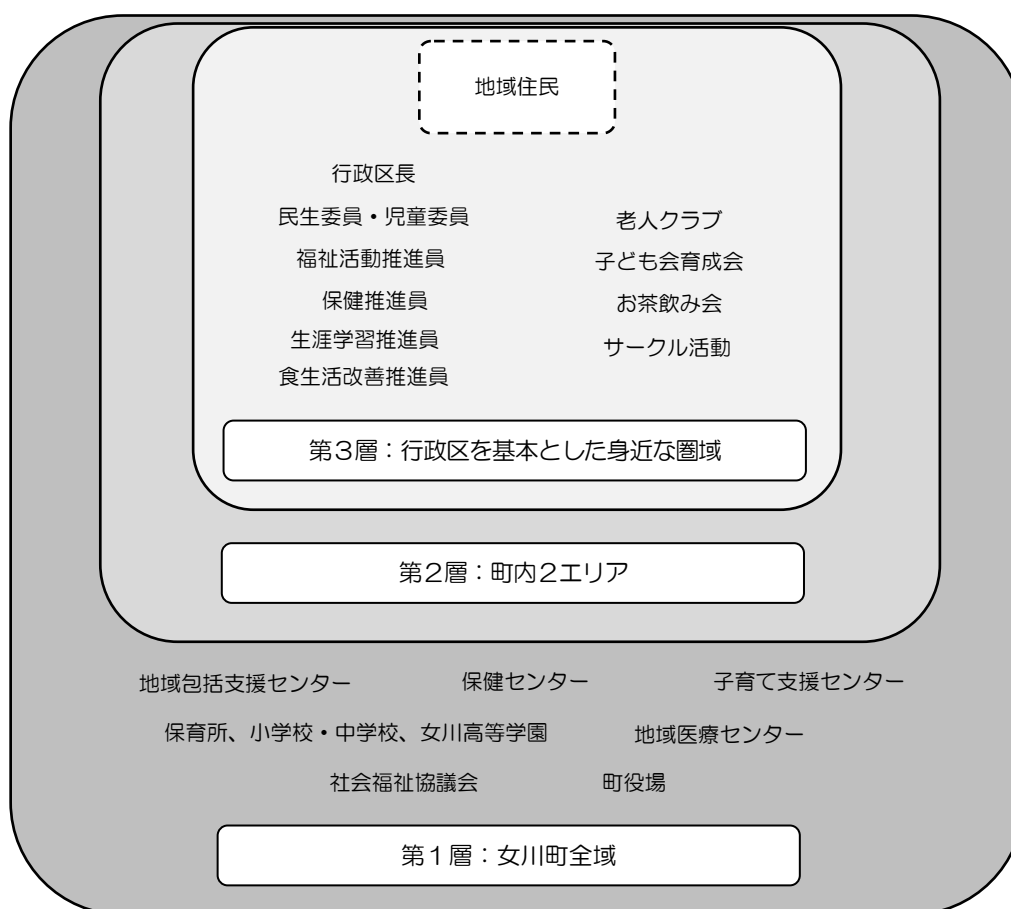 地域住民
行政区長
民生委員・児童委員
老人クラブ
福祉活動推進員
子ども会育成会
保健推進員
お茶飲み会
生涯学習推進員
サークル活動
食生活改善推進員
第３層：行政区を基本とした身近な圏域
第２層：町内２エリア
地域包括支援センター 保健センター 子育て支援センター
保育所、小学校・中学校、女川高等学園 地域医療センター
社会福祉協議会 町役場
第１層：女川町全域